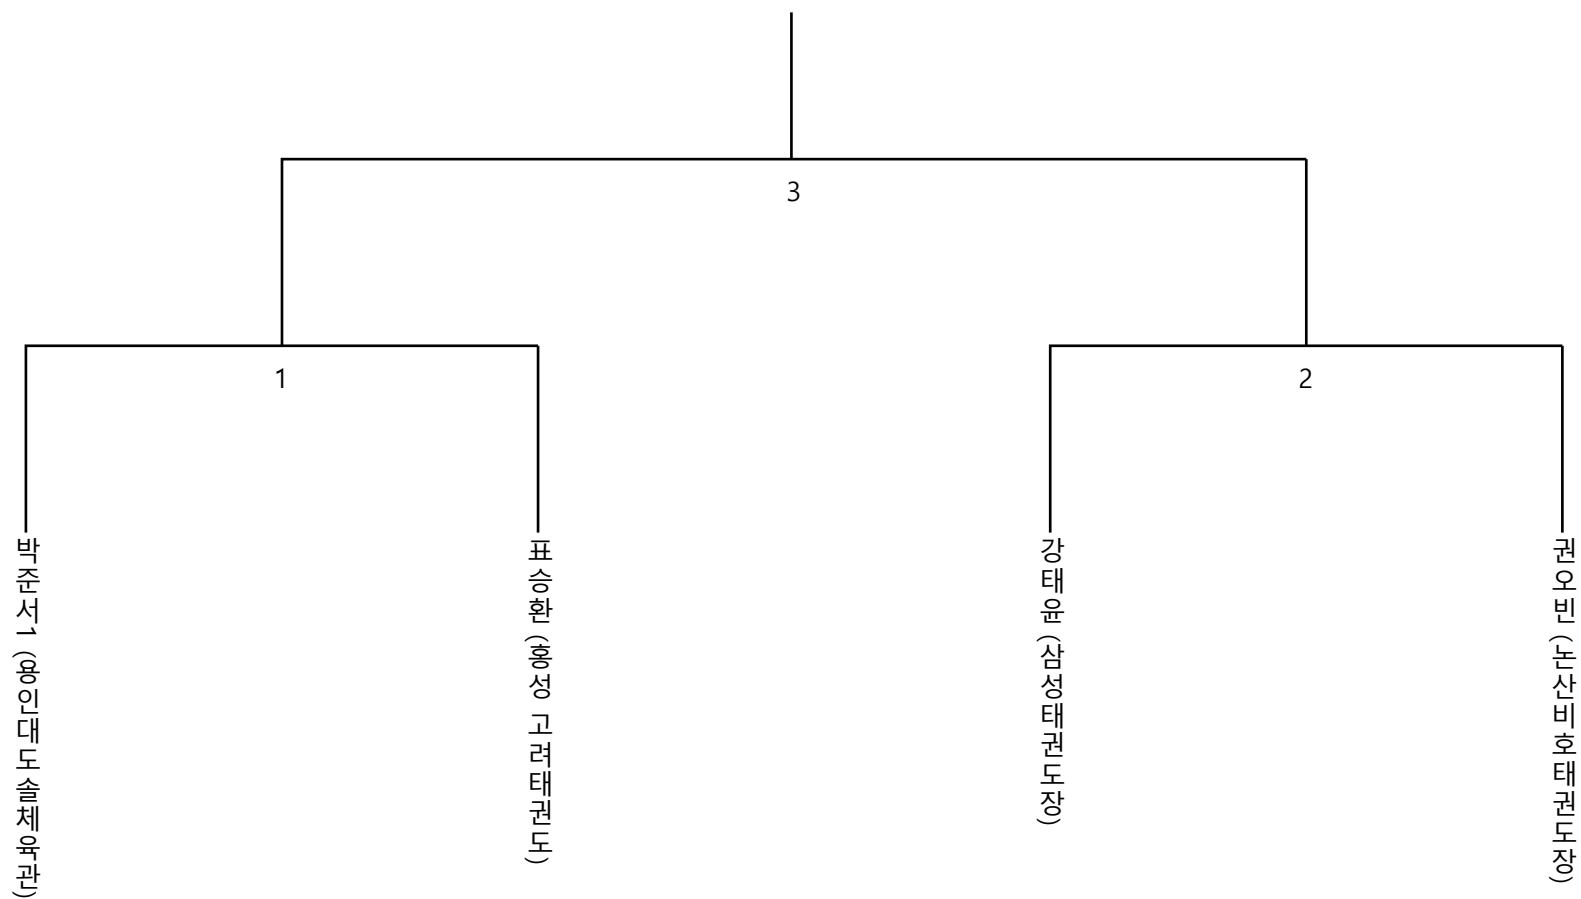 3
1
2
박준서1 (용인대도솔체육관)
표승환 (홍성 고려태권도)
강태윤 (삼성태권도장)
권오빈 (논산비호태권도장)